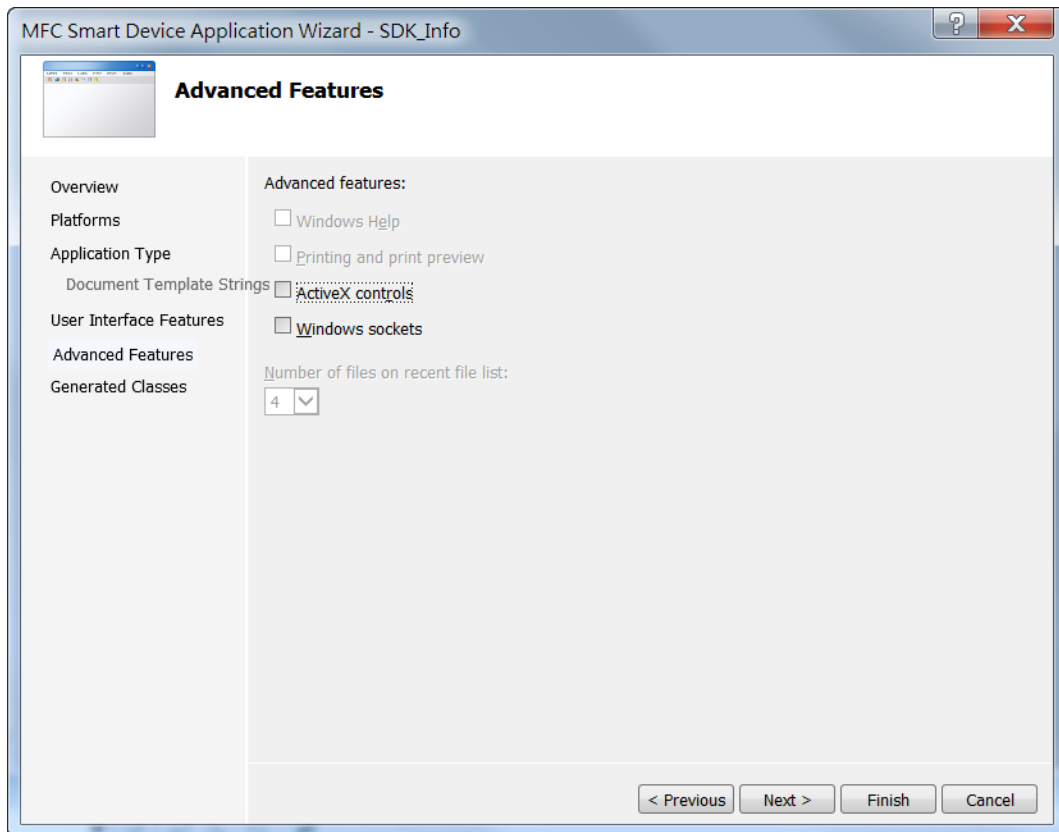 MFC Smart Device Application Wizard - SDK_Info
Advanced Features
Overview
Platforms
Application Type
Document Template Strings
User Interface Features
Advanced Features
Generated Classes
Advanced features:
Windows Help
Printing and print preview
ActiveX controls
Windows sockets
Number of files on recent file list:
4
< Previous
Next >
Finish
Cancel